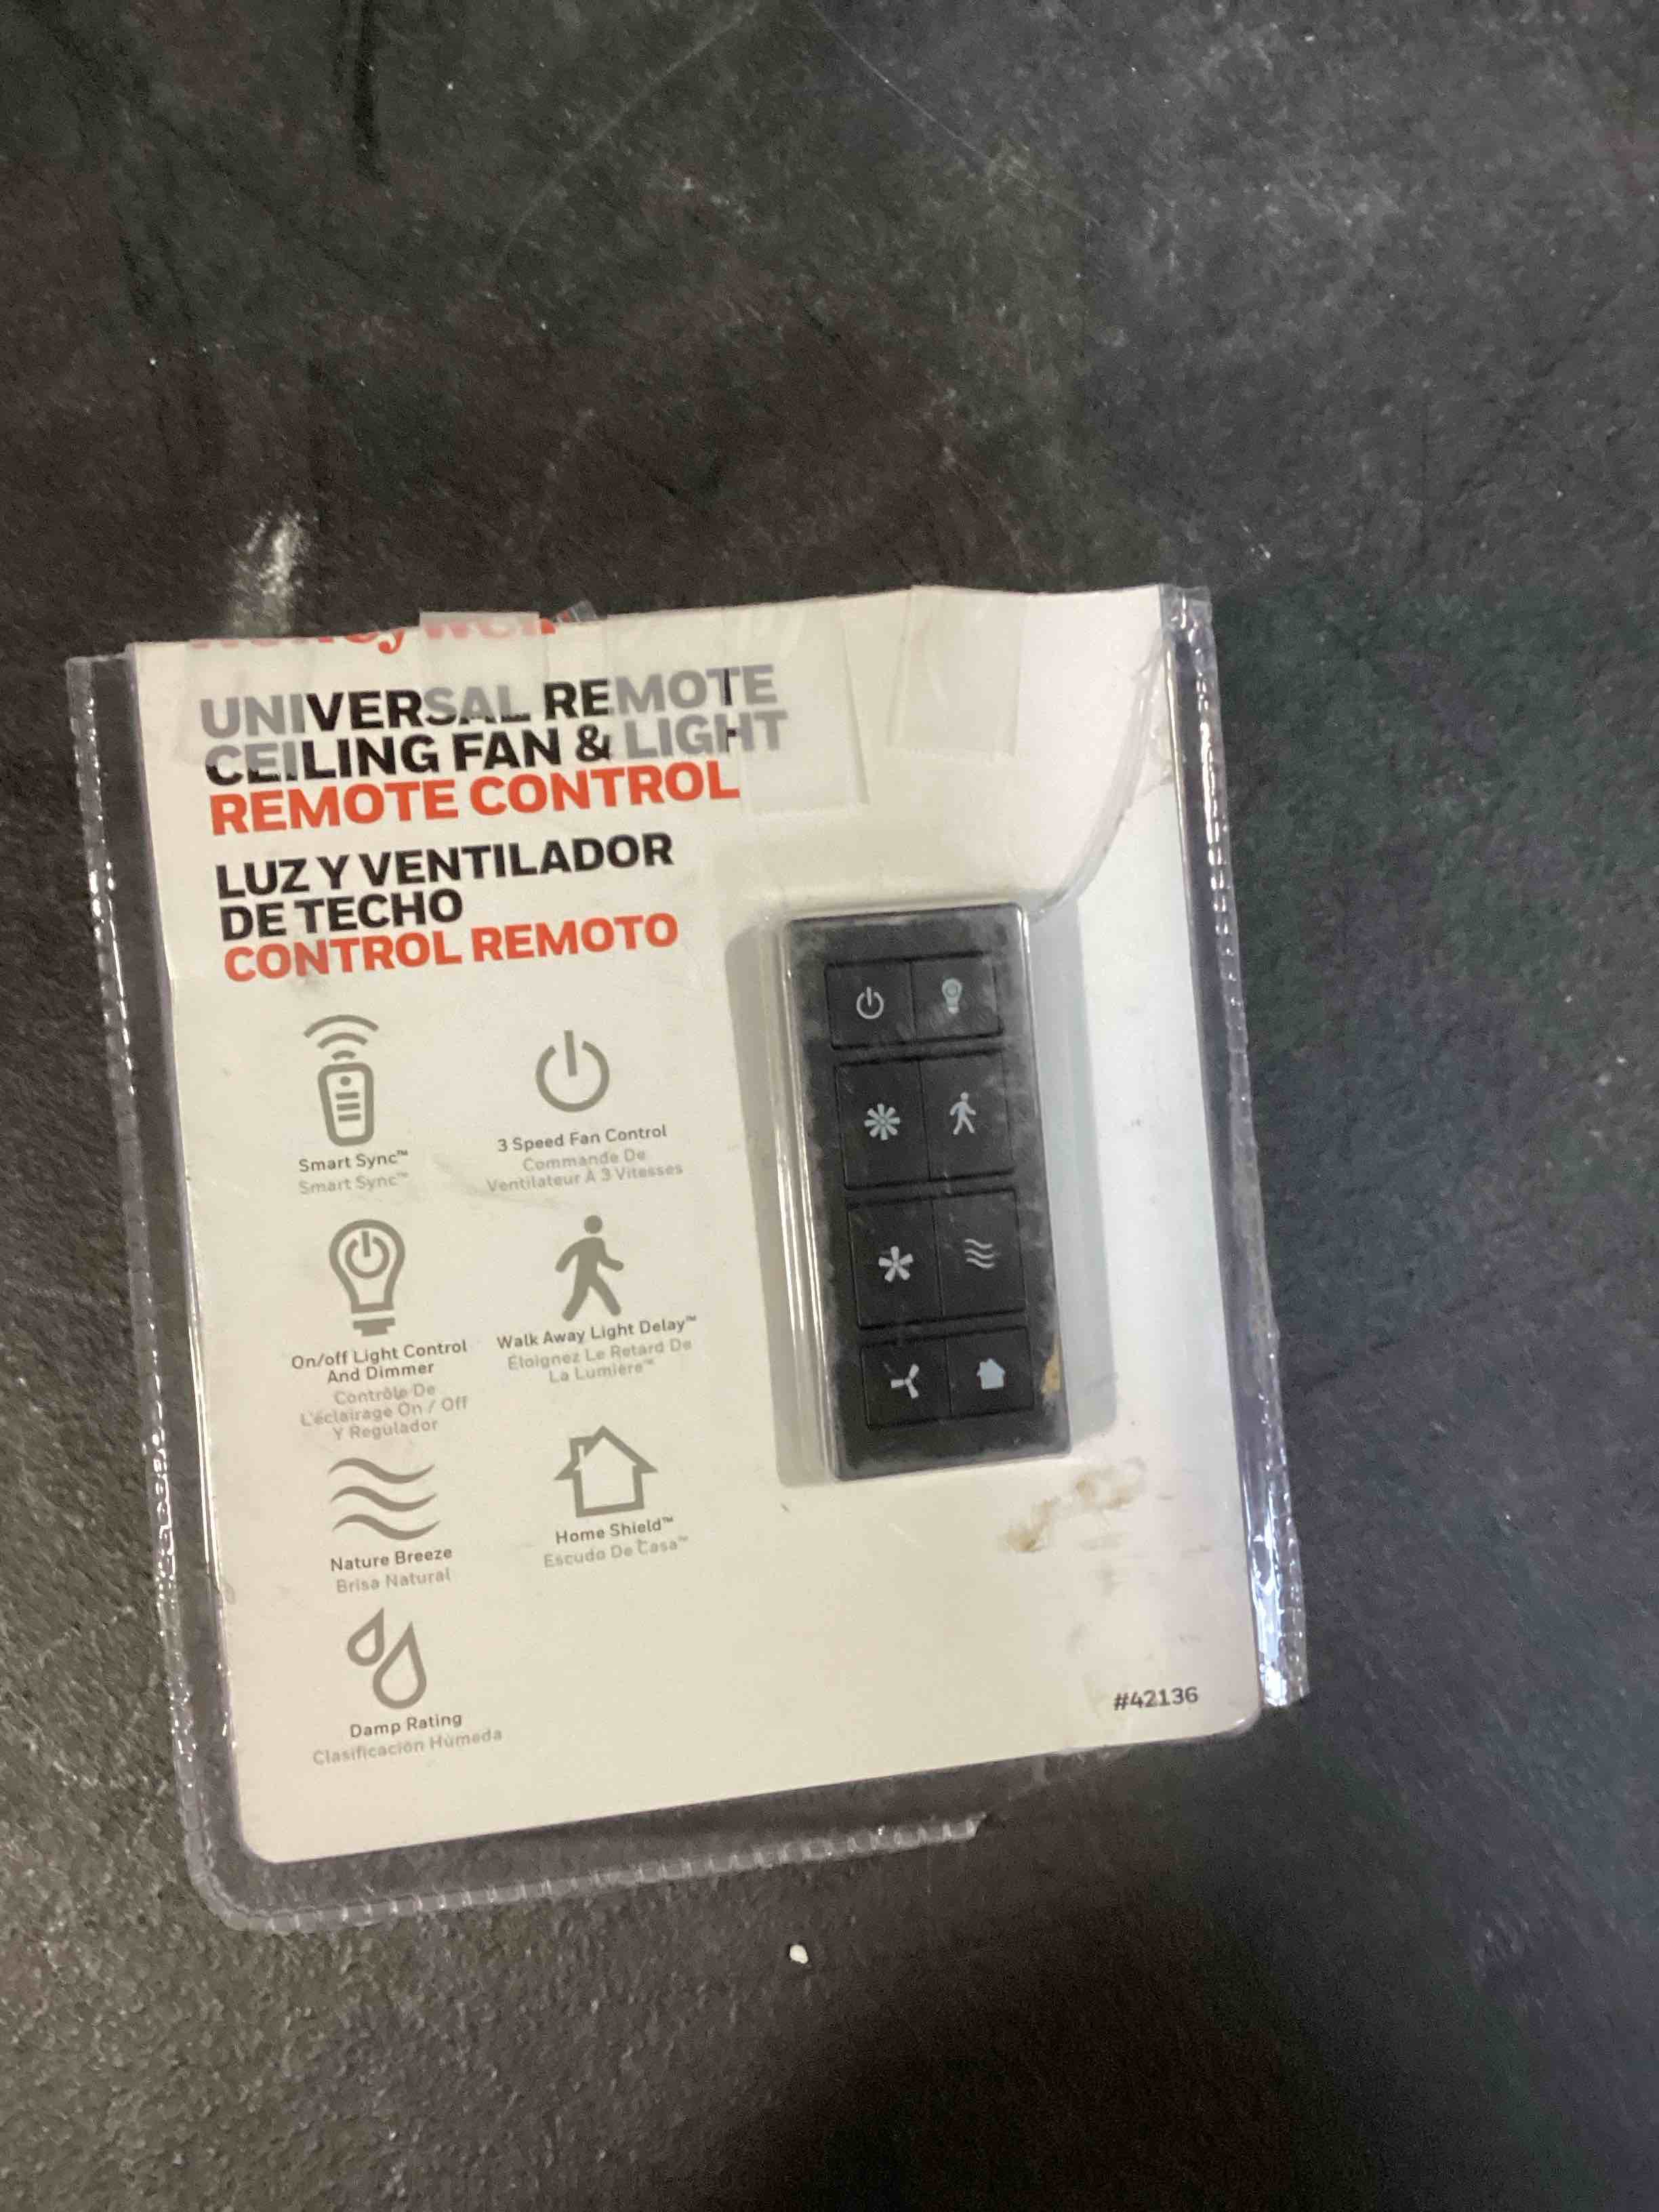 Honeywell
UNIVERSAL REMOTE
CEILING FAN & LIGHT
REMOTE CONTROL
LUZ Y VENTILADOR
DE TECHO
CONTROL REMOTO
Smart Sync™
Smart Sync™
3 Speed Fan Control
Commande De
Ventilateur À 3 Vitesses
On/off Light Control
And Dimmer
Contrôle De
L'éclairage On / Off
Y Regulador
Walk Away Light Delay™
Éloignez Le Retard De
La Lumière™
Nature Breeze
Brisa Natural
Home Shield™
Escudo De Casa™
Damp Rating
Clasificación Húmeda
#42136